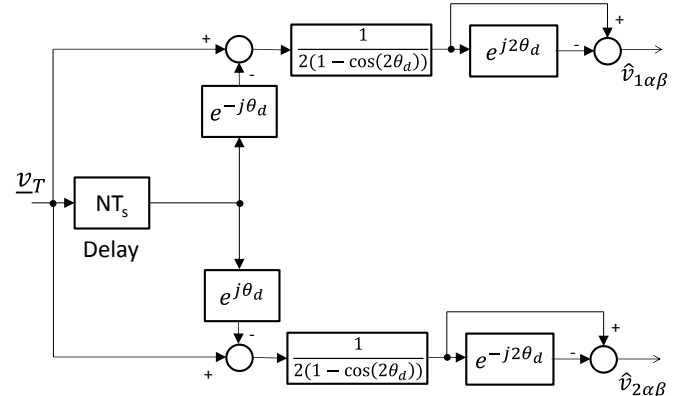 +
-
1
2(1 − cos(2θ_d))
e^{j2θ_d}
-
+
v̂_{1αβ}
e^{−jθ_d}
v_T
NT_s
Delay
e^{jθ_d}
-
+
1
2(1 − cos(2θ_d))
e^{−j2θ_d}
-
+
v̂_{2αβ}